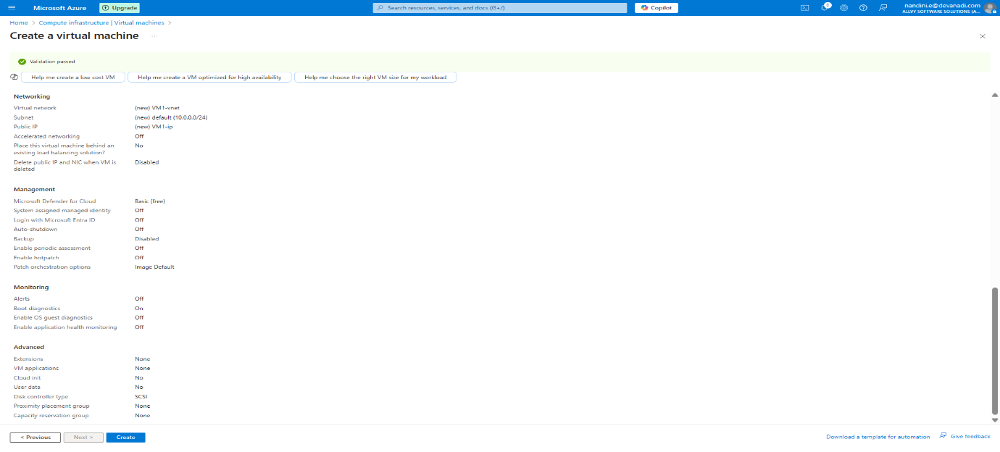 Microsoft Azure Upgrade Search resources, services, and docs (G+/) Copilot 0 nandini.e@devanadi.com
ALLVY SOFTWARE SOLUTIONS (A...
Home > Compute infrastructure | Virtual machines >
Create a virtual machine ...
Validation passed
Help me create a low cost VM Help me create a VM optimized for high availability Help me choose the right VM size for my workload
Networking
Virtual network (new) VM1-vnet
Subnet (new) default (10.0.0.0/24)
Public IP (new) VM1-ip
Accelerated networking Off
Place this virtual machine behind an No
existing load balancing solution?
Delete public IP and NIC when VM is Disabled
deleted
Management
Microsoft Defender for Cloud Basic (free)
System assigned managed identity Off
Login with Microsoft Entra ID Off
Auto-shutdown Off
Backup Disabled
Enable periodic assessment Off
Enable hotpatch Off
Patch orchestration options Image Default
Monitoring
Alerts Off
Boot diagnostics On
Enable OS guest diagnostics Off
Enable application health monitoring Off
Advanced
Extensions None
VM applications None
Cloud init No
User data No
Disk controller type SCSI
Proximity placement group None
Capacity reservation group None
< Previous Next > Create Download a template for automation Give feedback